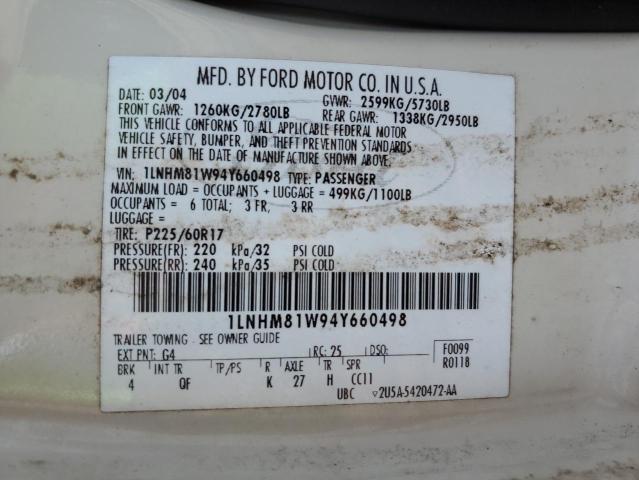 MFD. BY FORD MOTOR CO. IN U.S.A.
DATE: 03/04 GVWR: 2599KG/5730LB
FRONT GAWR: 1260KG/2780LB REAR GAWR: 1338KG/2950LB
THIS VEHICLE CONFORMS TO ALL APPLICABLE FEDERAL MOTOR
VEHICLE SAFETY, BUMPER, AND THEFT PREVENTION STANDARDS
IN EFFECT ON THE DATE OF MANUFACTURE SHOWN ABOVE.
VIN: 1LNHM81W94Y660498 TYPE: PASSENGER
MAXIMUM LOAD = OCCUPANTS + LUGGAGE = 499KG/1100LB
OCCUPANTS = 6 TOTAL; 3 FR, 3 RR
LUGGAGE =
TIRE: P225/60R17
PRESSURE(FR) 220 kPa/32 PSI COLD
PRESSURE(RR) 240 kPa/35 PSI COLD
1LNHM81W94Y660498
TRAILER TOWING - SEE OWNER GUIDE
EXT PNT: G4 RC: 25 DSO: F0099
BRK INT TR TP/PS R AXLE TR SPR R0118
4 QF K 27 H CC11
UBC ▽2U5A-5420472-AA